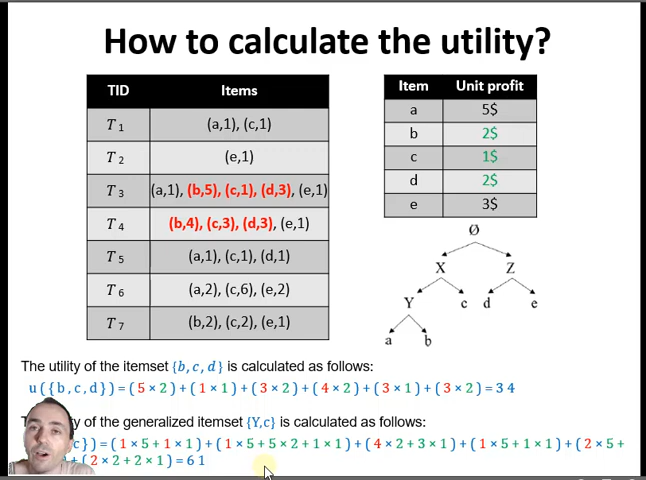 How to calculate the utility?
TID Items
T1 (a,1), (c,1)
T2 (e,1)
T3 (a,1), (b,5), (c,1), (d,3), (e,1)
T4 (b,4), (c,3), (d,3), (e,1)
T5 (a,1), (c,1), (d,1)
T6 (a,2), (c,6), (e,2)
T7 (b,2), (c,2), (e,1)
Item Unit profit
a 5$
b 2$
c 1$
d 2$
e 3$
Ø
X Z
Y c d e
a b
The utility of the itemset {b, c, d} is calculated as follows:
u({b,c,d})=(5×2)+(1×1)+(3×2)+(4×2)+(3×1)+(3×2)=34
y of the generalized itemset {Y,c} is calculated as follows:
c})=(1×5+1×1)+(1×5+5×2+1×1)+(4×2+3×1)+(1×5+1×1)+(2×5+
+(2×2+2×1)=61